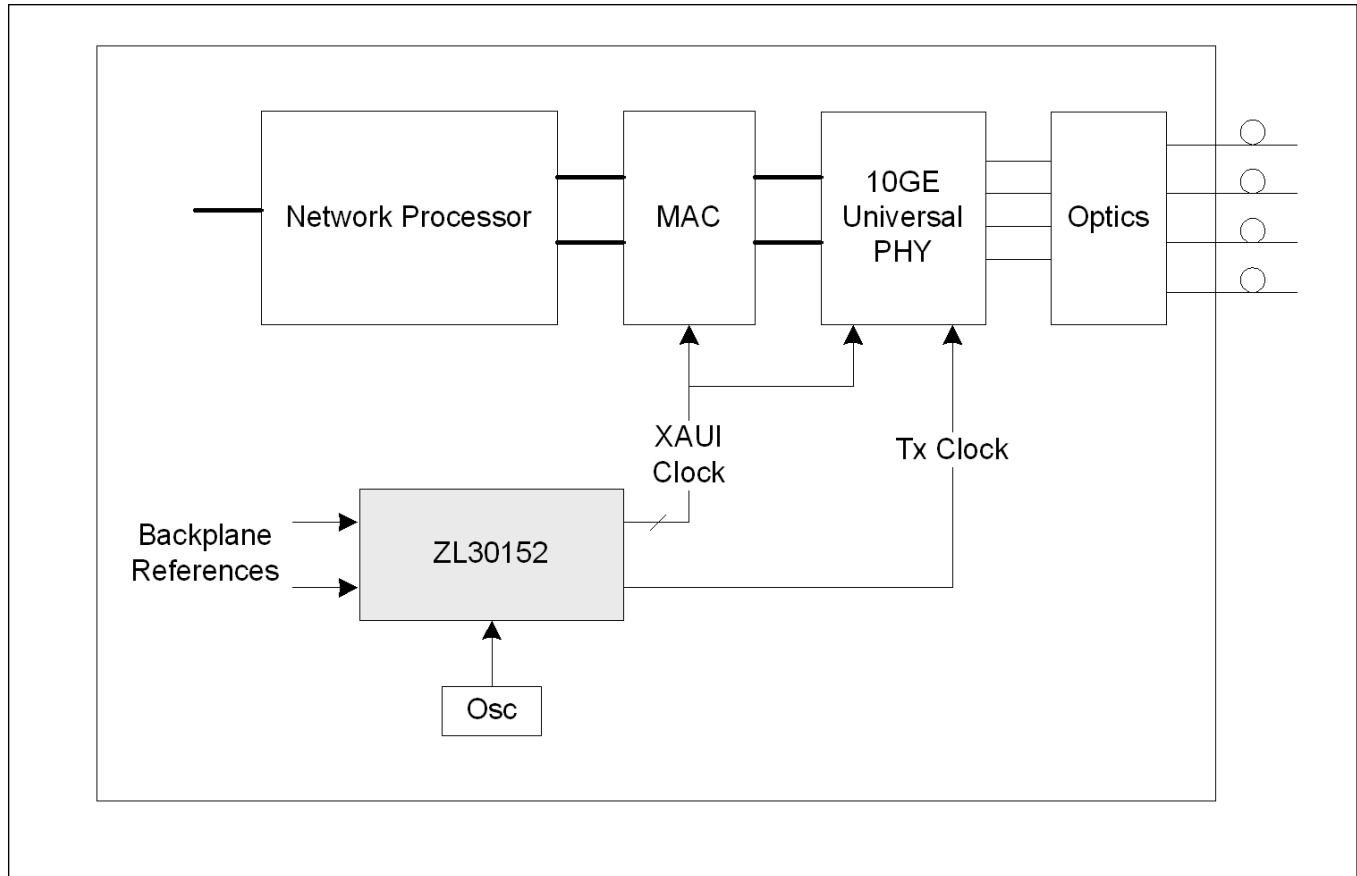 Network Processor
MAC
10GE
Universal
PHY
Optics
XAUI
Clock
Tx Clock
Backplane
References
ZL30152
Osc